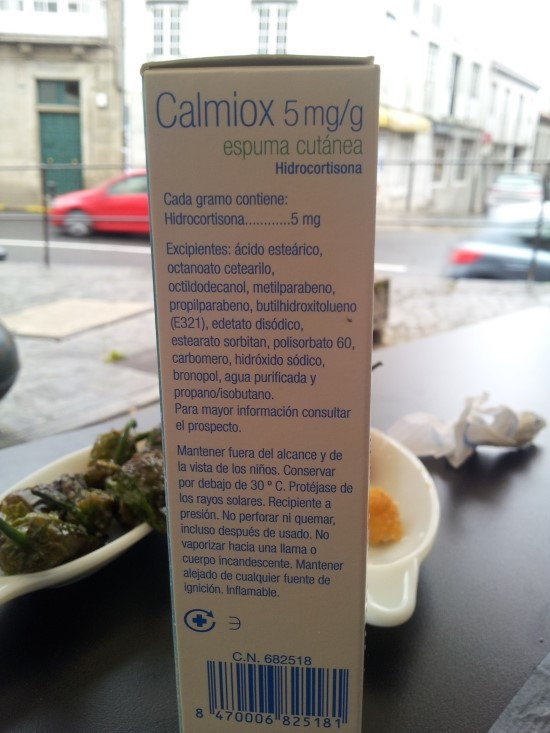 Calmiox 5 mg/g
espuma cutánea
Hidrocortisona
Cada gramo contiene:
Hidrocortisona............5 mg
Excipientes: ácido esteárico,
octanoato cetearilo,
octildodecanol, metilparabeno,
propilparabeno, butilhidroxitolueno
(E321), edetato disódico,
estearato sorbitan, polisorbato 60,
carbomero, hidróxido sódico,
bronopol, agua purificada y
propano/isobutano.
Para mayor información consultar
el prospecto.
Mantener fuera del alcance y de
la vista de los niños. Conservar
por debajo de 30 º C. Protéjase de
los rayos solares. Recipiente a
presión. No perforar ni quemar,
incluso después de usado. No
vaporizar hacia una llama o
cuerpo incandescente. Mantener
alejado de cualquier fuente de
ignición. Inflamable.
C.N. 682518
8 470006 825181